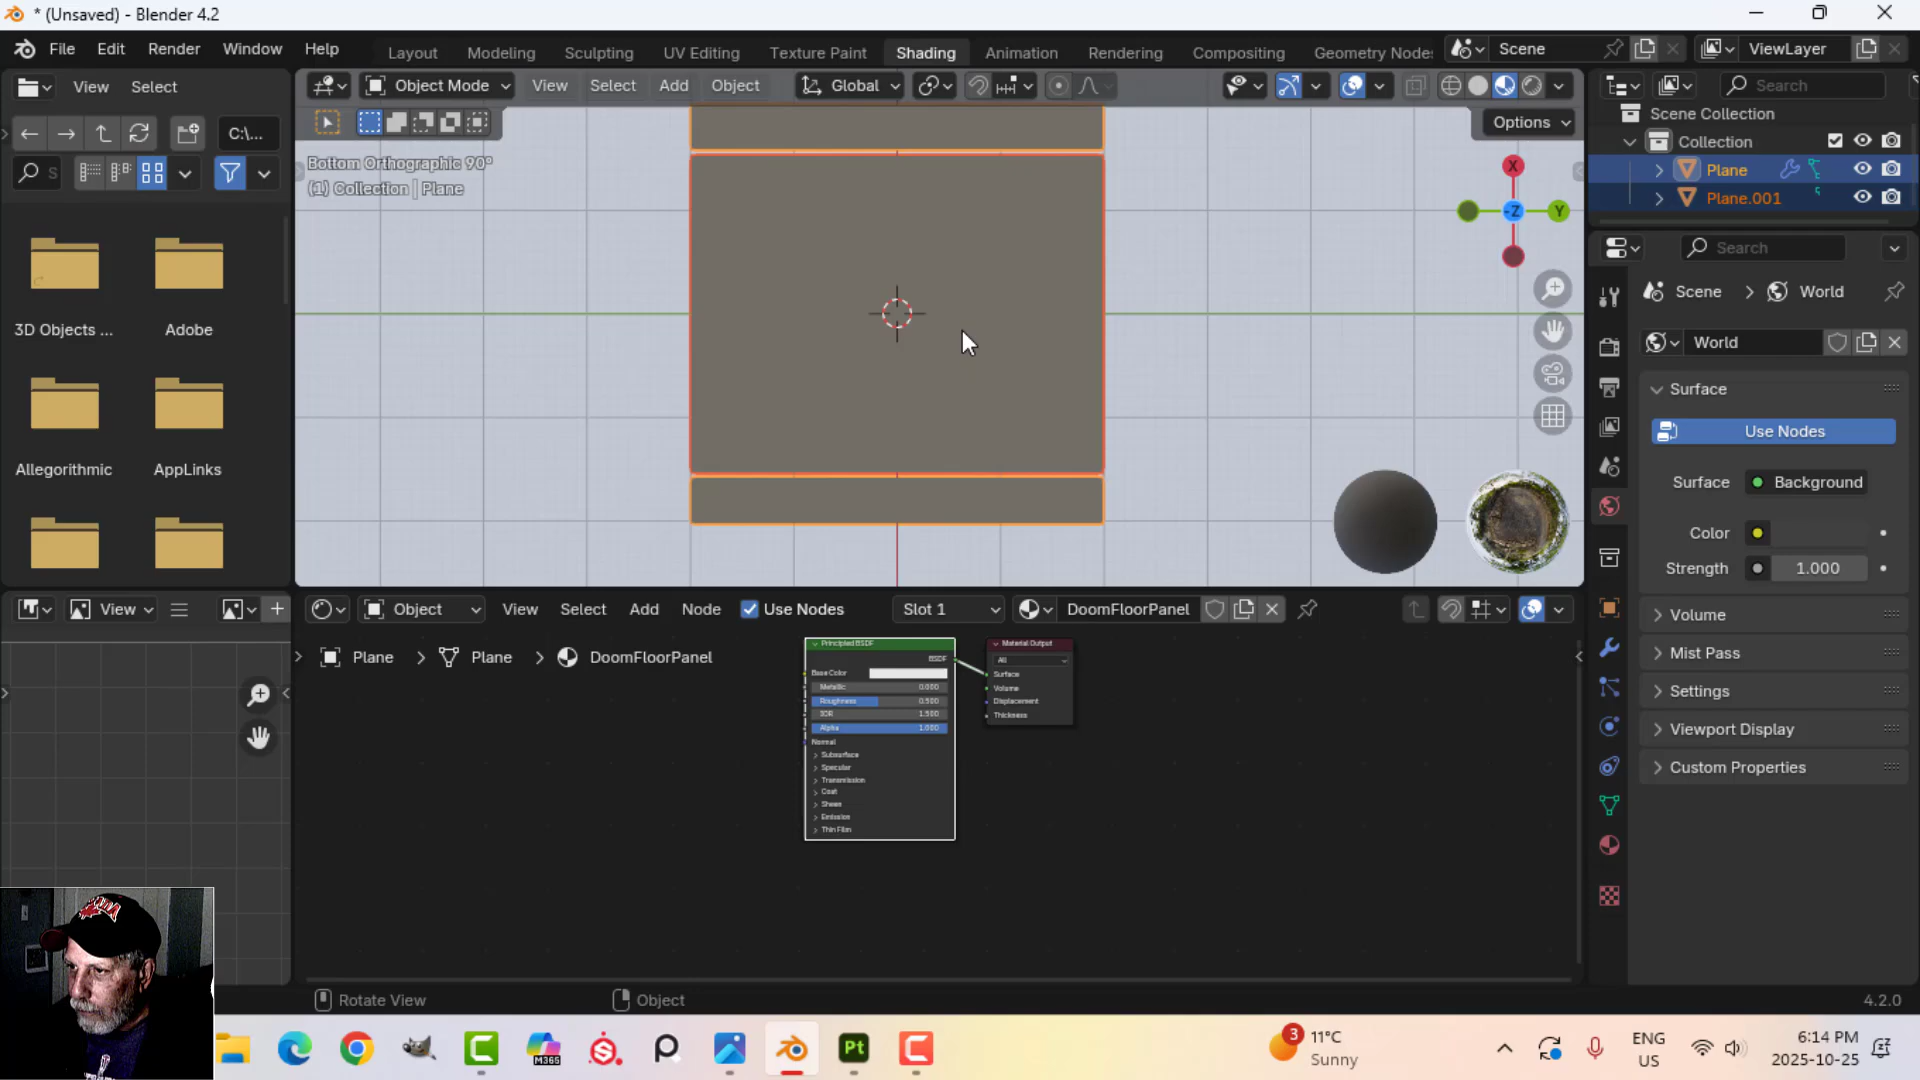 * (Unsaved) - Blender 4.2
File Edit Render Window Help
Layout Modeling Sculpting UV Editing Texture Paint Shading Animation Rendering Compositing Geometry Node
Scene
ViewLayer
View Select
C:\...
3D Objects ...
Adobe
Allegorithmic
AppLinks
Object Mode View Select Add Object Global
Options
Bottom Orthographic 90°
(1) Collection | Plane
X
-Z
Y
Search
Scene Collection
Collection
Plane
Plane.001
Search
Scene > World
World
Surface
Use Nodes
Surface Background
Color
Strength 1.000
Volume
Mist Pass
Settings
Viewport Display
Custom Properties
View
Object View Select Add Node Use Nodes Slot 1 DoomFloorPanel
Plane > Plane > DoomFloorPanel
Principled BSDF
BSDF
Base Color
Metallic 0.000
Roughness 0.500
IOR 1.500
Alpha 1.000
Normal
Subsurface
Specular
Transmission
Coat
Sheen
Emission
Thin Film
Material Output
All
Surface
Volume
Displacement
Thickness
Rotate View
Object
4.2.0
M365
Pt
3
11°C
Sunny
ENG
US
6:14 PM
2025-10-25